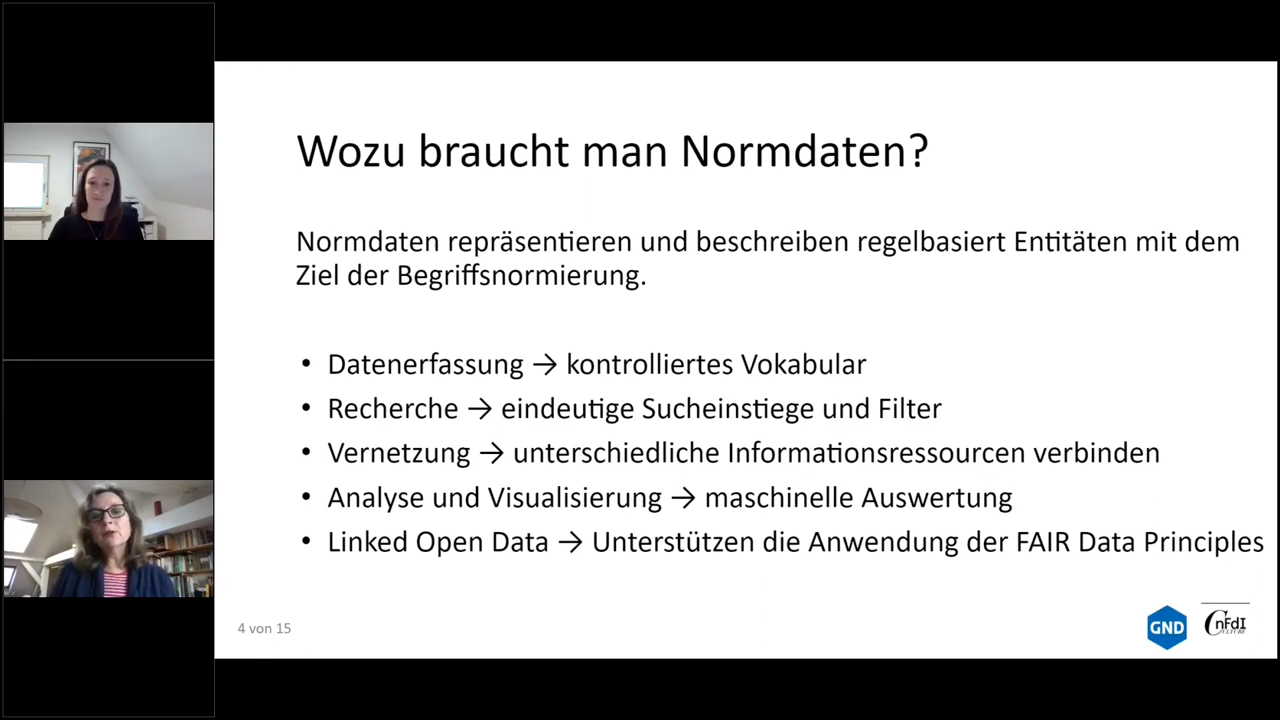 Wozu braucht man Normdaten?
Normdaten repräsentieren und beschreiben regelbasiert Entitäten mit dem
Ziel der Begriffsnormierung.
• Datenerfassung → kontrolliertes Vokabular
• Recherche → eindeutige Sucheinstiege und Filter
• Vernetzung → unterschiedliche Informationsressourcen verbinden
• Analyse und Visualisierung → maschinelle Auswertung
• Linked Open Data → Unterstützen die Anwendung der FAIR Data Principles
4 von 15
GND
nFdI
CULTURE